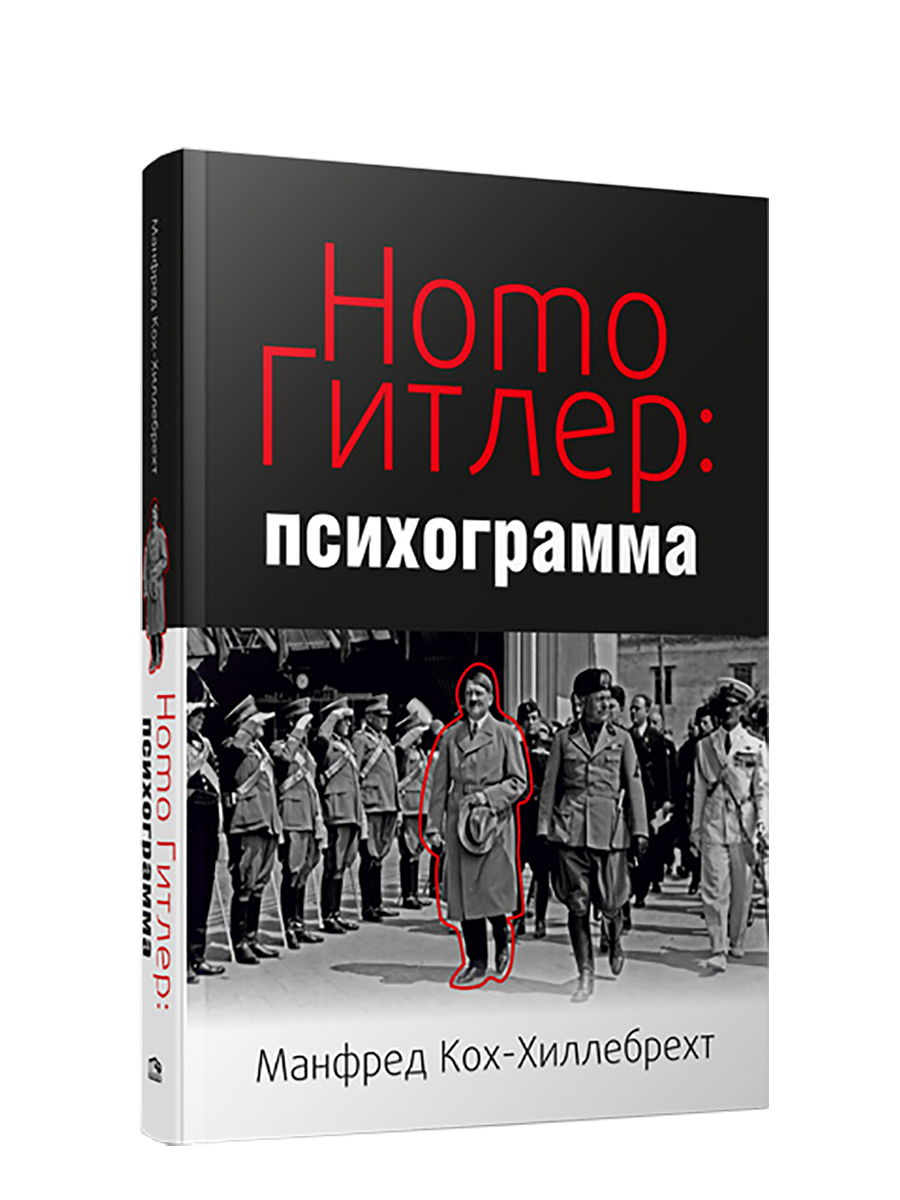 Homo
Гитлер:
психограмма
Манфред Кох-Хиллебрехт
Манфред Кох-Хиллебрехт
Homo Гитлер:
психограмма